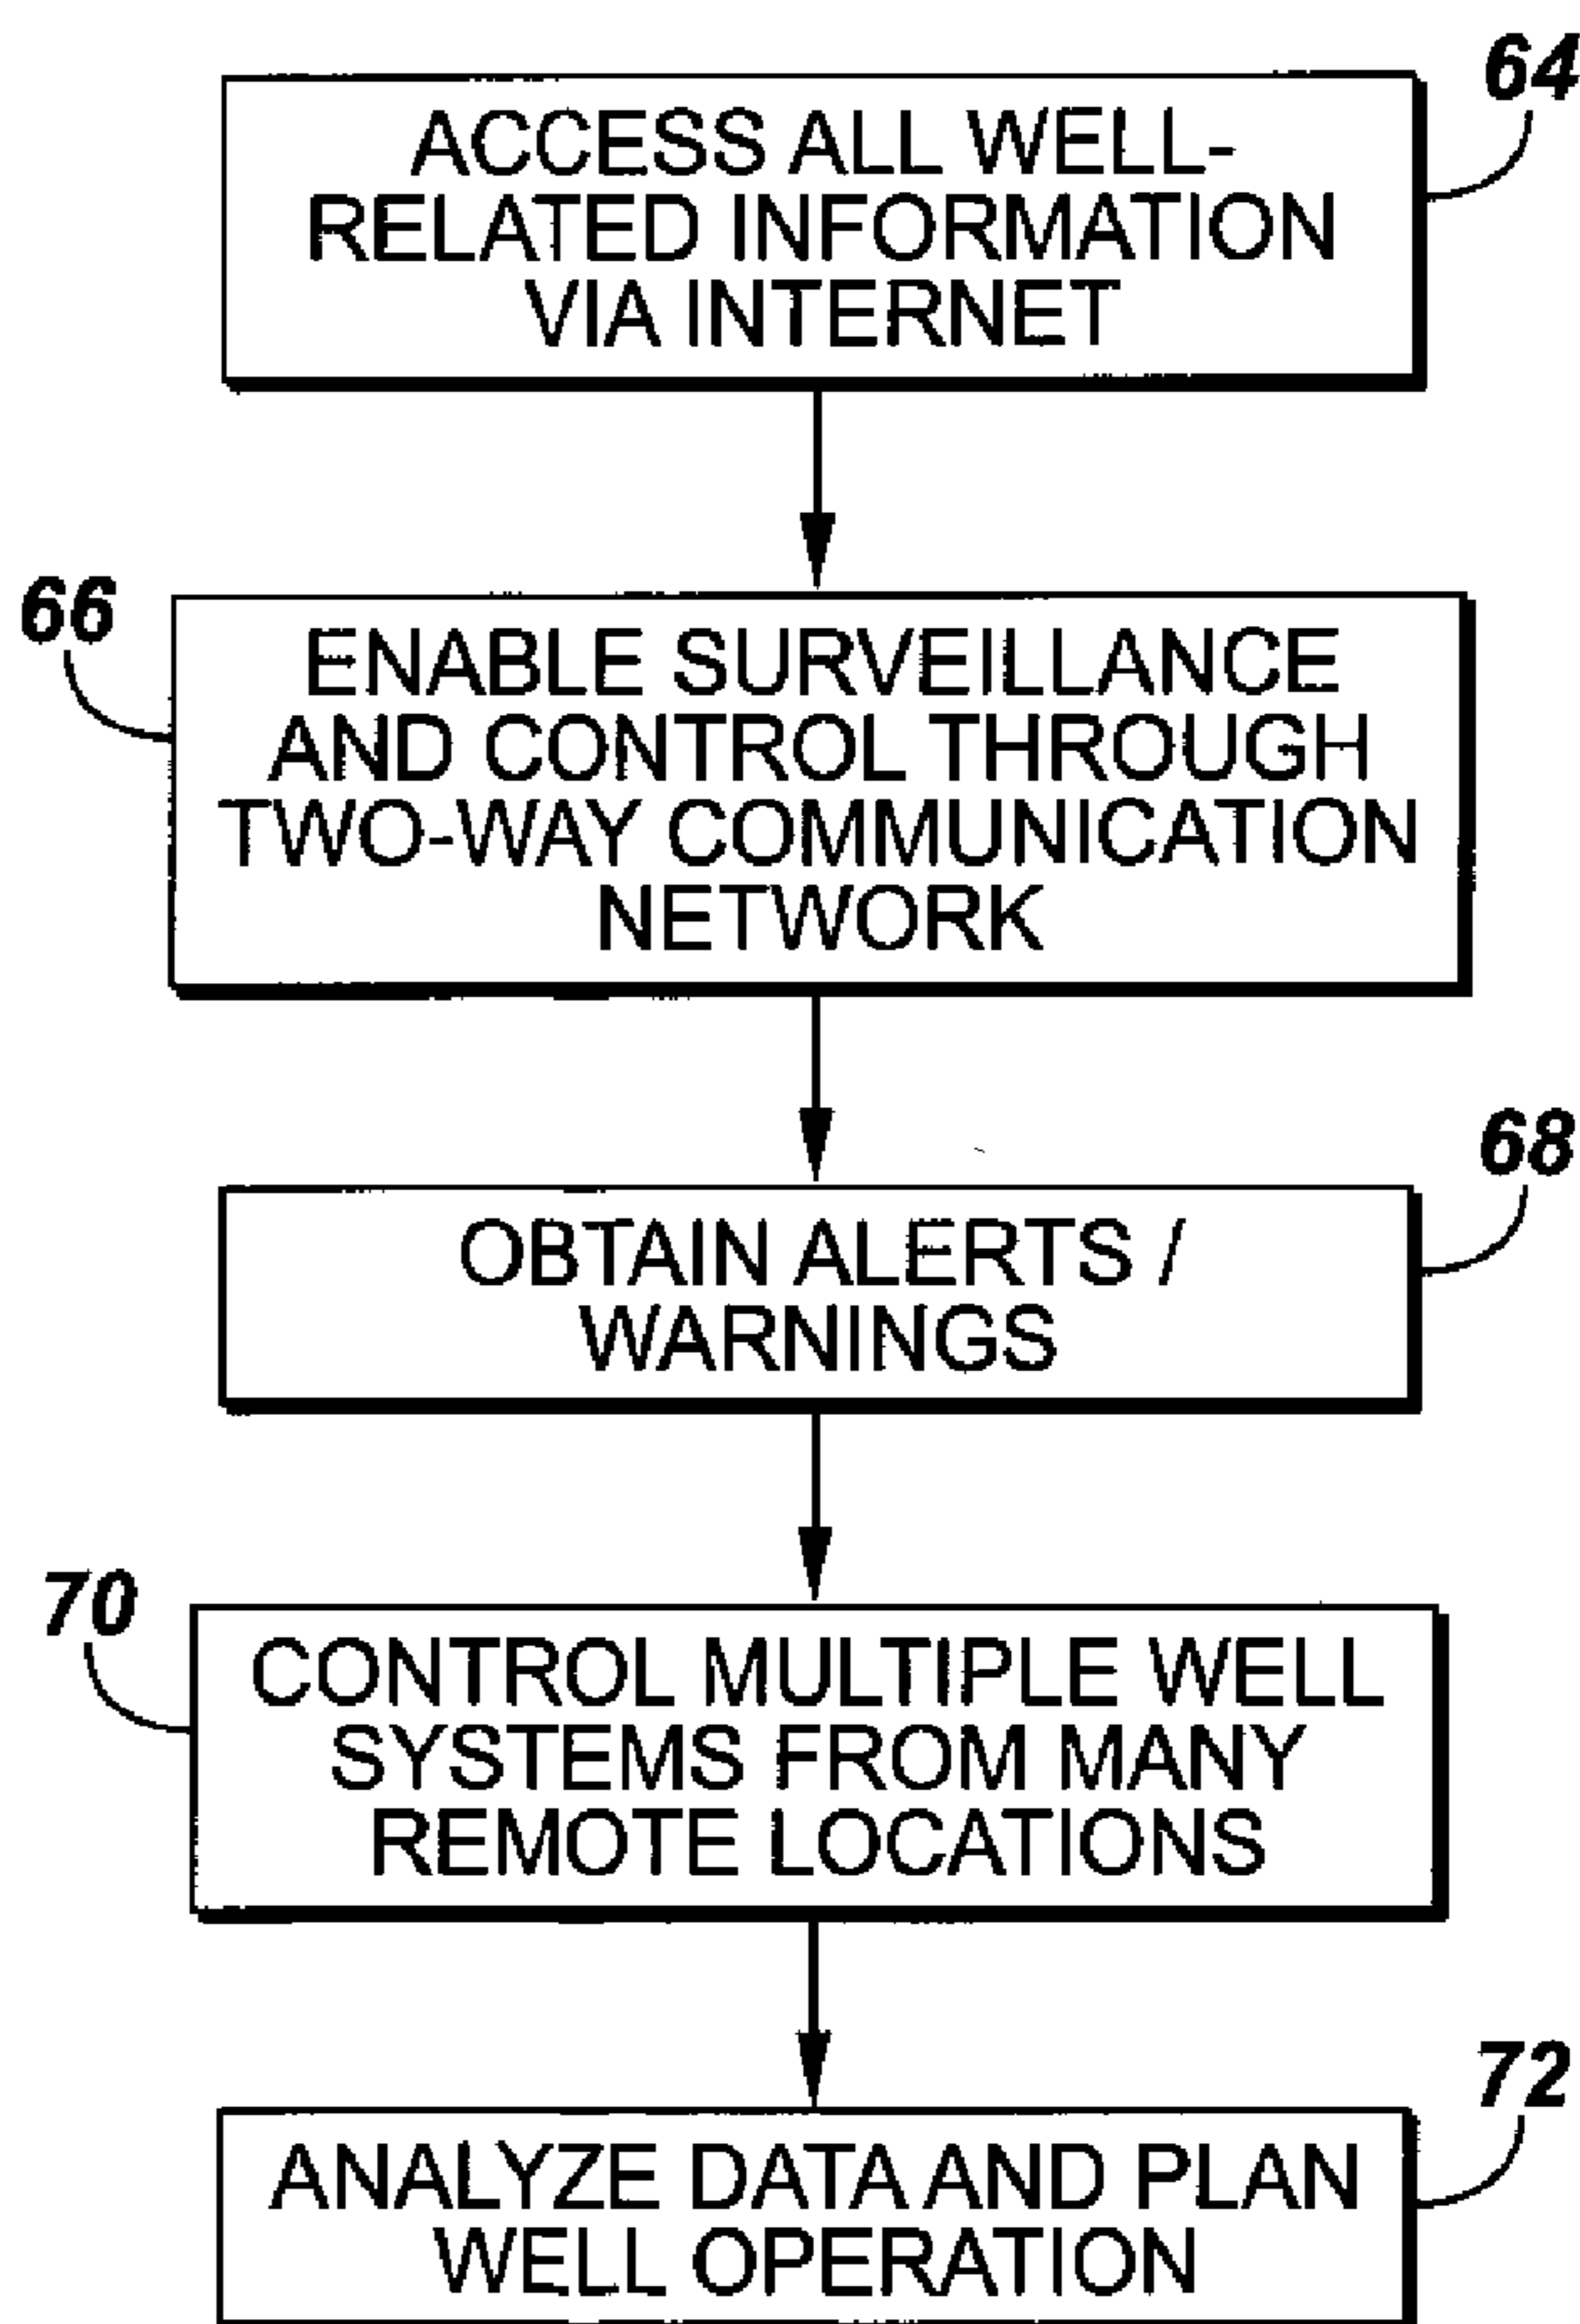 64
ACCESS ALL WELL-
RELATED INFORMATION
VIA INTERNET
66
ENABLE SURVEILLANCE
AND CONTROL THROUGH
TWO-WAY COMMUNICATION
NETWORK
68
OBTAIN ALERTS /
WARNINGS
70
CONTROL MULTIPLE WELL
SYSTEMS FROM MANY
REMOTE LOCATIONS
72
ANALYZE DATA AND PLAN
WELL OPERATION